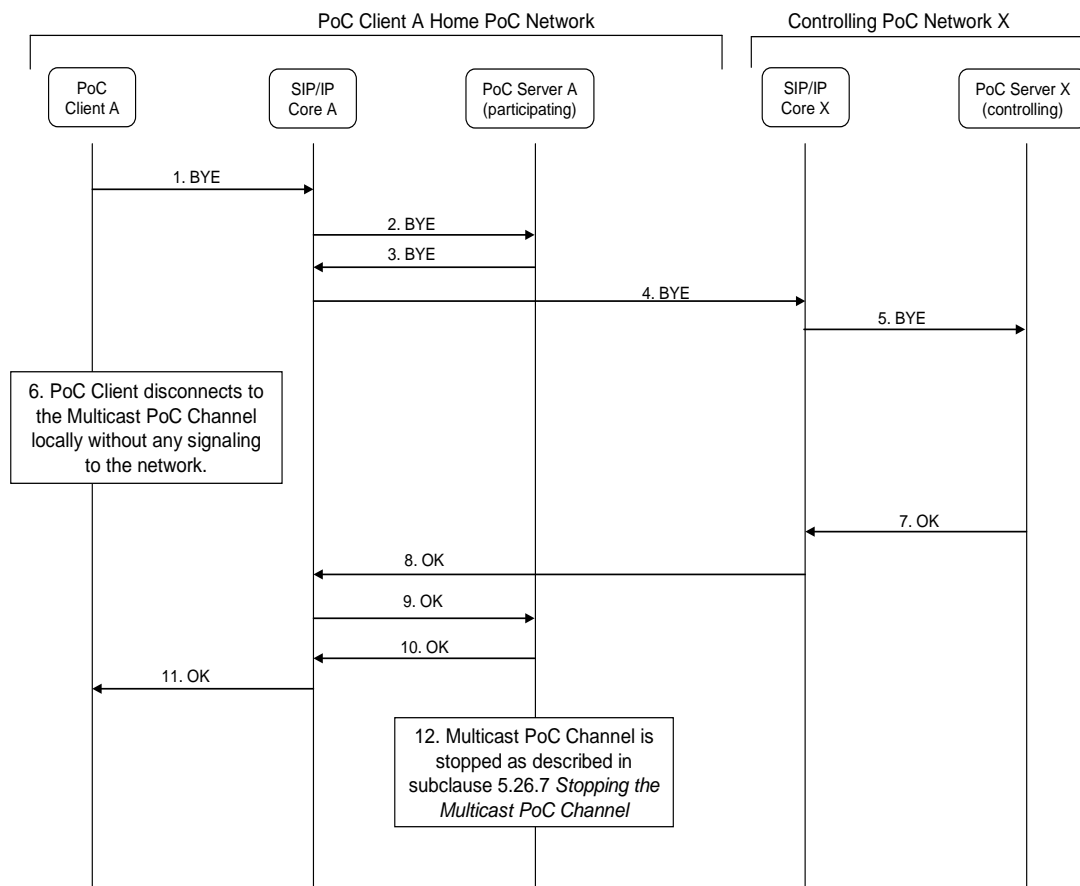 PoC Client A Home PoC Network
Controlling PoC Network X
PoC
Client A
SIP/IP
Core A
PoC Server A
(participating)
SIP/IP
Core X
PoC Server X
(controlling)
1. BYE
2. BYE
3. BYE
4. BYE
5. BYE
6. PoC Client disconnects to
the Multicast PoC Channel
locally without any signaling
to the network.
7. OK
8. OK
9. OK
10. OK
11. OK
12. Multicast PoC Channel is
stopped as described in
subclause 5.26.7 Stopping the
Multicast PoC Channel